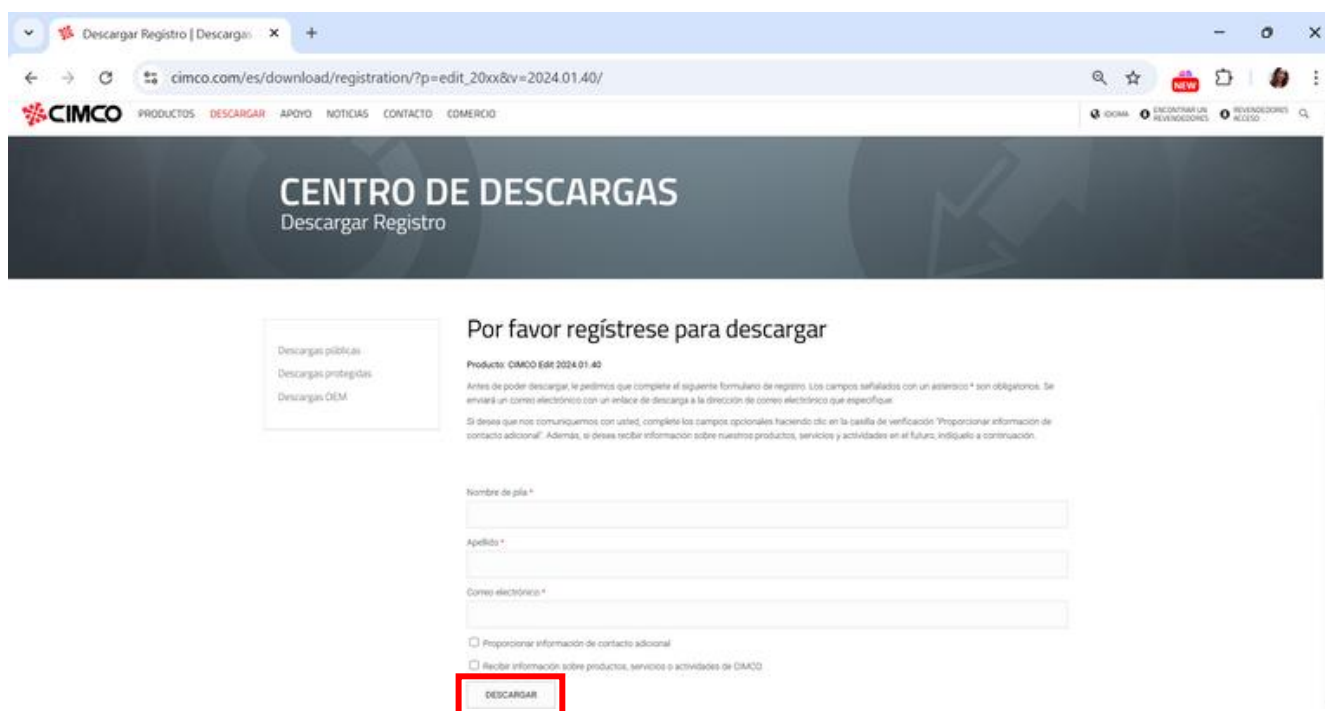 Descargar Registro | Descargas
cimco.com/es/download/registration/?p=edit_20xx&v=2024.01.40/
NEW
CIMCO PRODUCTOS DESCARGAR APOYO NOTICIAS CONTACTO COMERCIO
IDIOMA ENCONTRAR UN REVENDEDORES REVENDEDORES ACCESO
CENTRO DE DESCARGAS
Descargar Registro
Descargas públicas
Descargas protegidas
Descargas OEM
Por favor regístrese para descargar
Producto: CIMCO Edit 2024.01.40
Antes de poder descargar, le pedimos que complete el siguiente formulario de registro. Los campos señalados con un asterisco * son obligatorios. Se
enviará un correo electrónico con un enlace de descarga a la dirección de correo electrónico que especifique.
Si desea que nos comuniquemos con usted, complete los campos opcionales haciendo clic en la casilla de verificación "Proporcionar información de
contacto adicional". Además, si desea recibir información sobre nuestros productos, servicios y actividades en el futuro, indíquelo a continuación.
Nombre de pila *
Apellido *
Correo electrónico *
Proporcionar información de contacto adicional
Recibir información sobre productos, servicios o actividades de CIMCO
DESCARGAR